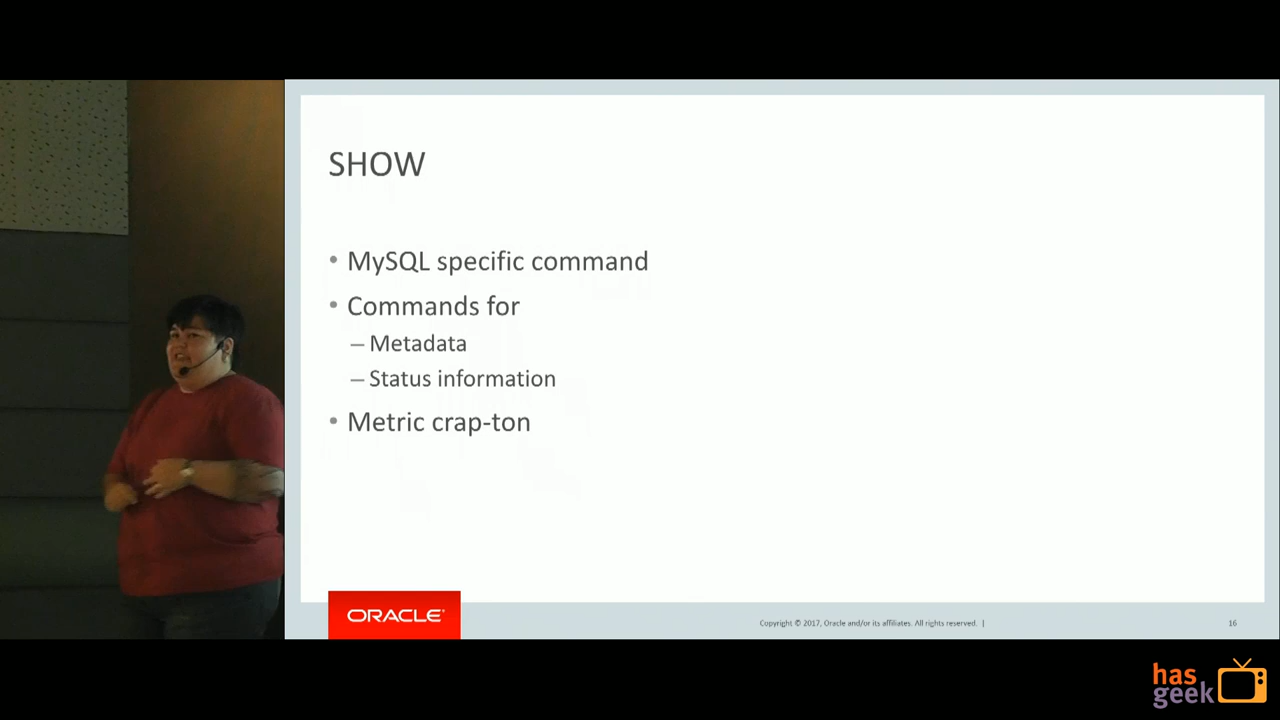 SHOW
• MySQL specific command
• Commands for
– Metadata
– Status information
• Metric crap-ton
ORACLE®
Copyright © 2017, Oracle and/or its affiliates. All rights reserved. |
16
has
geek